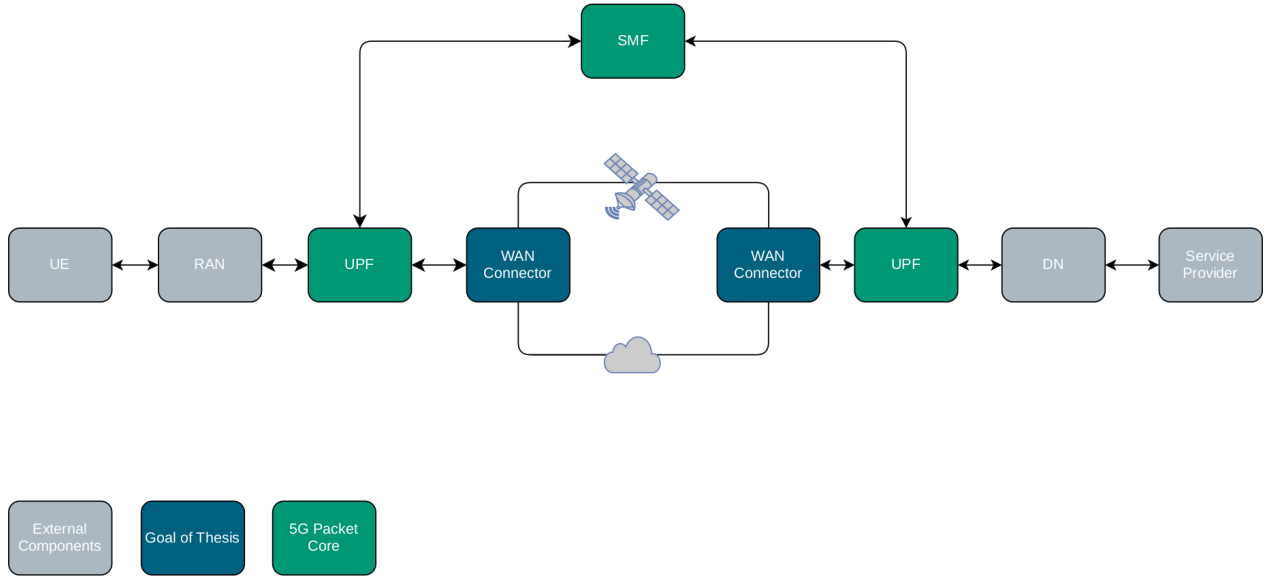 SMF
UE
RAN
UPF
WAN
Connector
WAN
Connector
UPF
DN
Service
Provider
External
Components
Goal of Thesis
5G Packet
Core